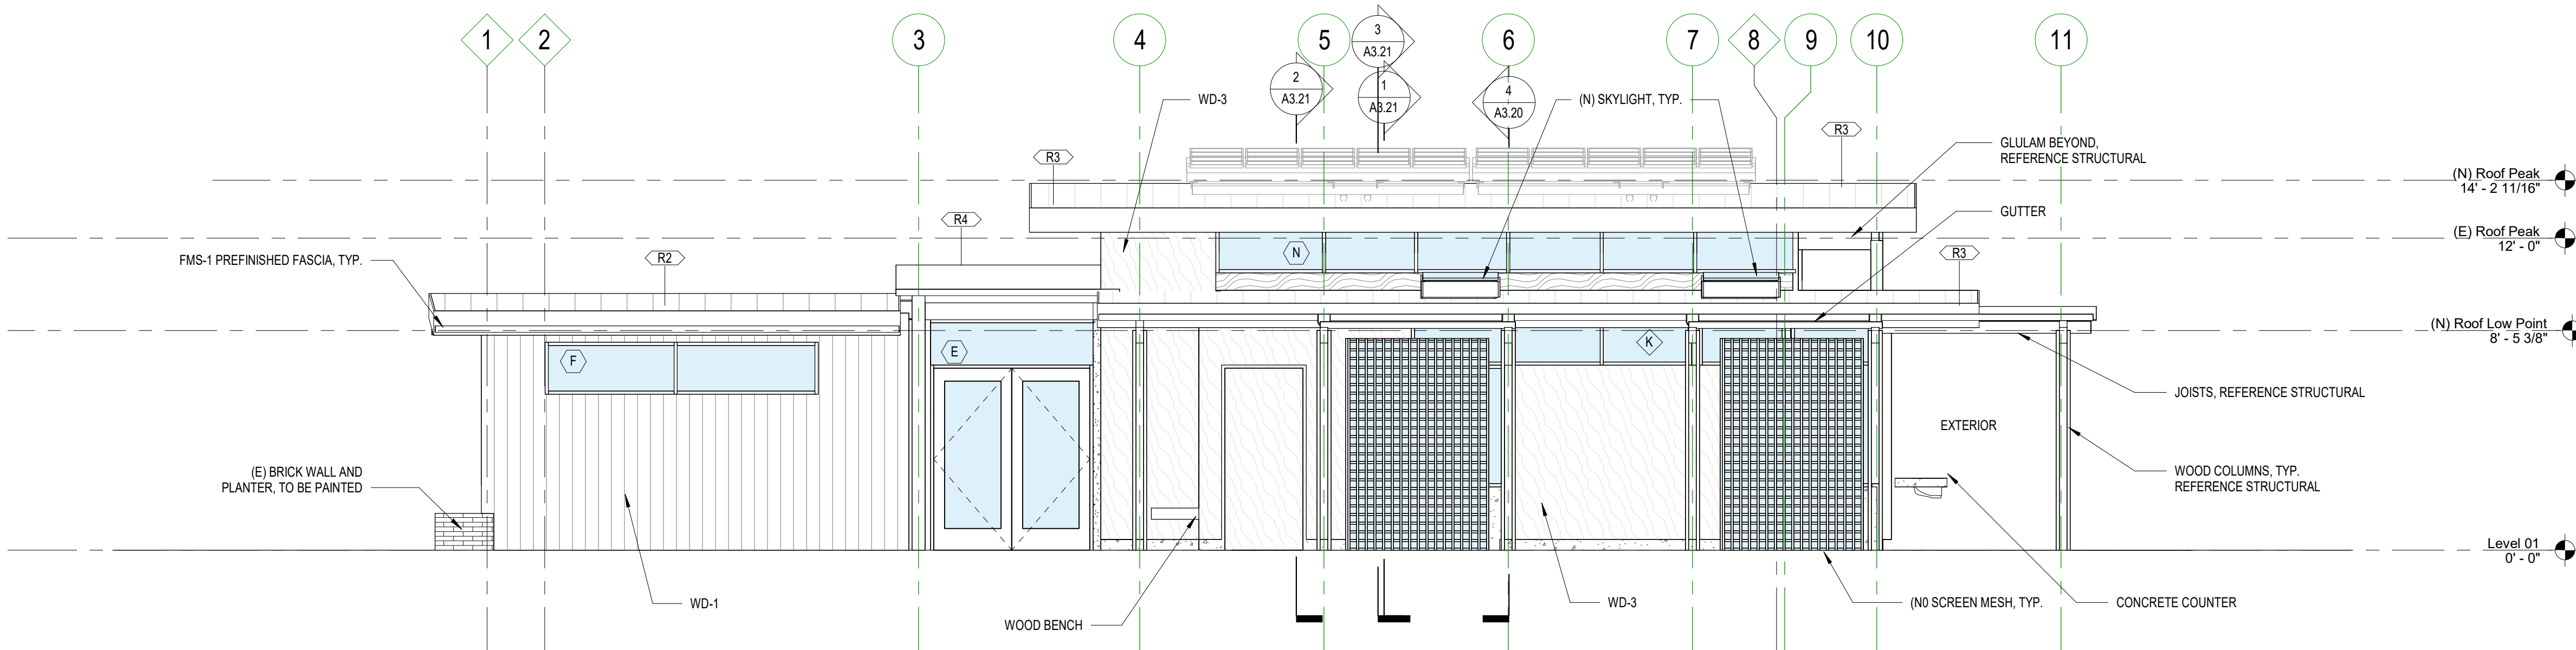 1
2
3
4
5
6
7
8
9
10
11
3
A3.21
2
A3.21
1
A3.21
4
A3.20
WD-3
(N) SKYLIGHT, TYP.
R3
R3
GLULAM BEYOND,
REFERENCE STRUCTURAL
(N) Roof Peak
14' - 2 11/16"
GUTTER
R4
(E) Roof Peak
12' - 0"
FMS-1 PREFINISHED FASCIA, TYP.
R2
N
R3
(N) Roof Low Point
8' - 5 3/8"
F
E
K
JOISTS, REFERENCE STRUCTURAL
EXTERIOR
(E) BRICK WALL AND
PLANTER, TO BE PAINTED
WOOD COLUMNS, TYP.
REFERENCE STRUCTURAL
Level 01
0' - 0"
WD-1
WOOD BENCH
WD-3
(N0 SCREEN MESH, TYP.
CONCRETE COUNTER